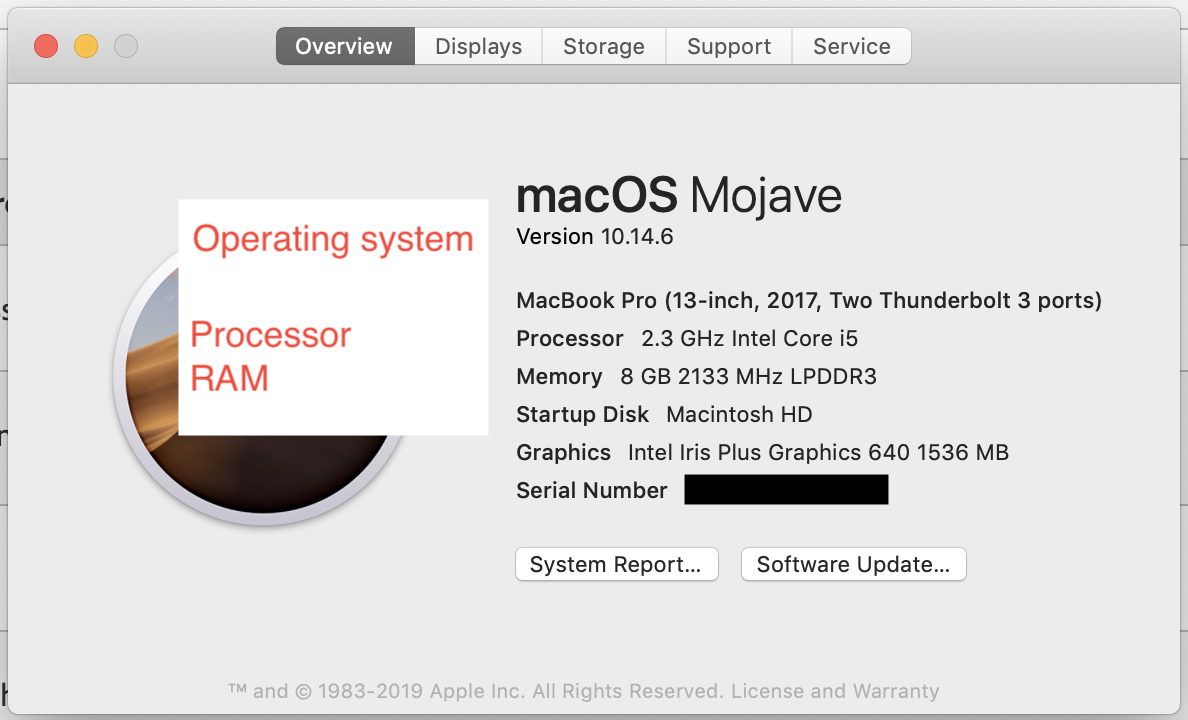 Overview Displays Storage Support Service
macOS Mojave
Operating system
Version 10.14.6
MacBook Pro (13-inch, 2017, Two Thunderbolt 3 ports)
Processor
Processor 2.3 GHz Intel Core i5
RAM
Memory 8 GB 2133 MHz LPDDR3
Startup Disk Macintosh HD
Graphics Intel Iris Plus Graphics 640 1536 MB
Serial Number
System Report... Software Update...
™ and © 1983-2019 Apple Inc. All Rights Reserved. License and Warranty